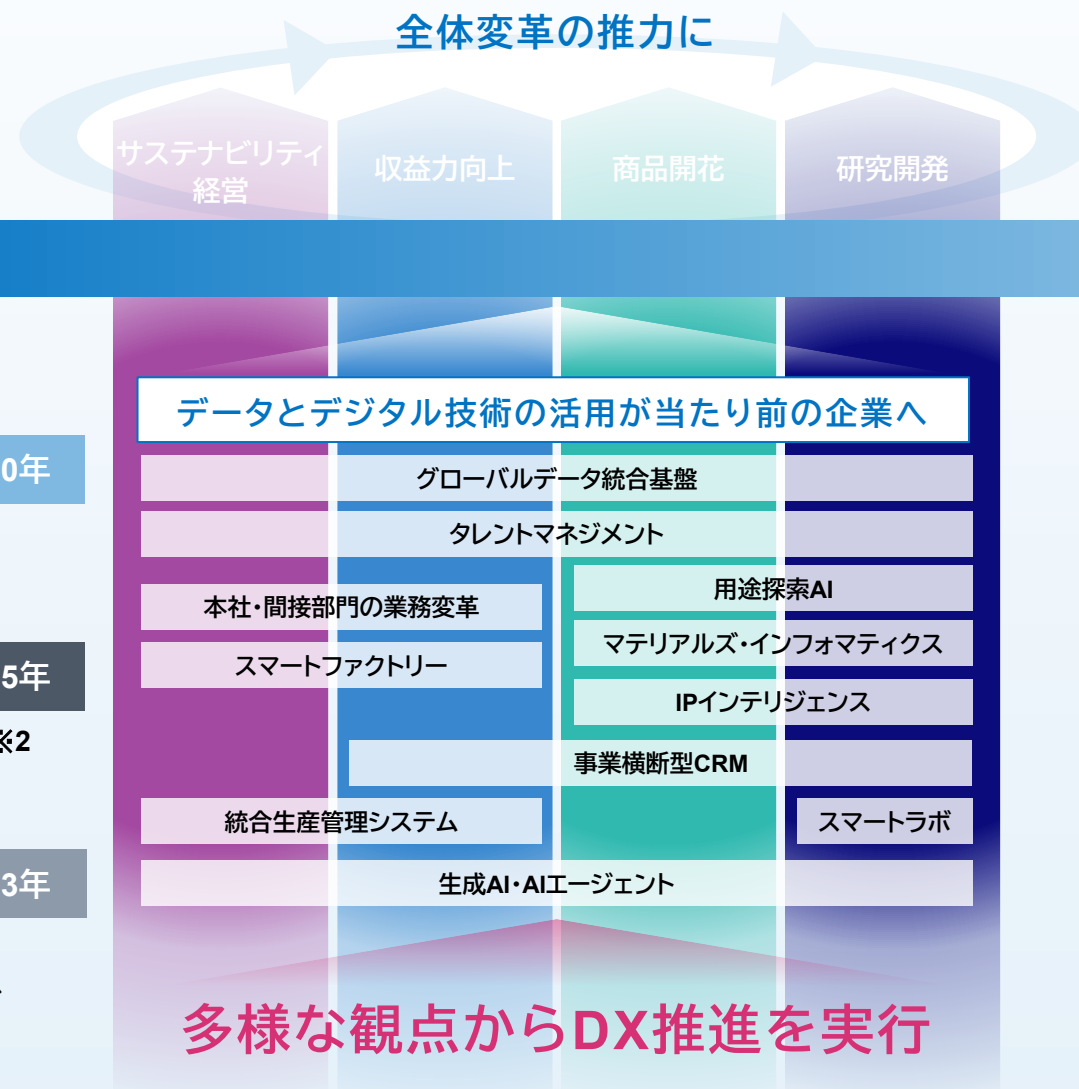 全体変革の推力に
サステナビリティ
経営
収益力向上
商品開花
研究開発
データとデジタル技術の活用が当たり前の企業へ
0年
グローバルデータ統合基盤
タレントマネジメント
用途探索AI
本社・間接部門の業務変革
マテリアルズ・インフォマティクス
スマートファクトリー
5年
IPインテリジェンス
※2
事業横断型CRM
統合生産管理システム
スマートラボ
3年
生成AI・AIエージェント
多様な観点からDX推進を実行